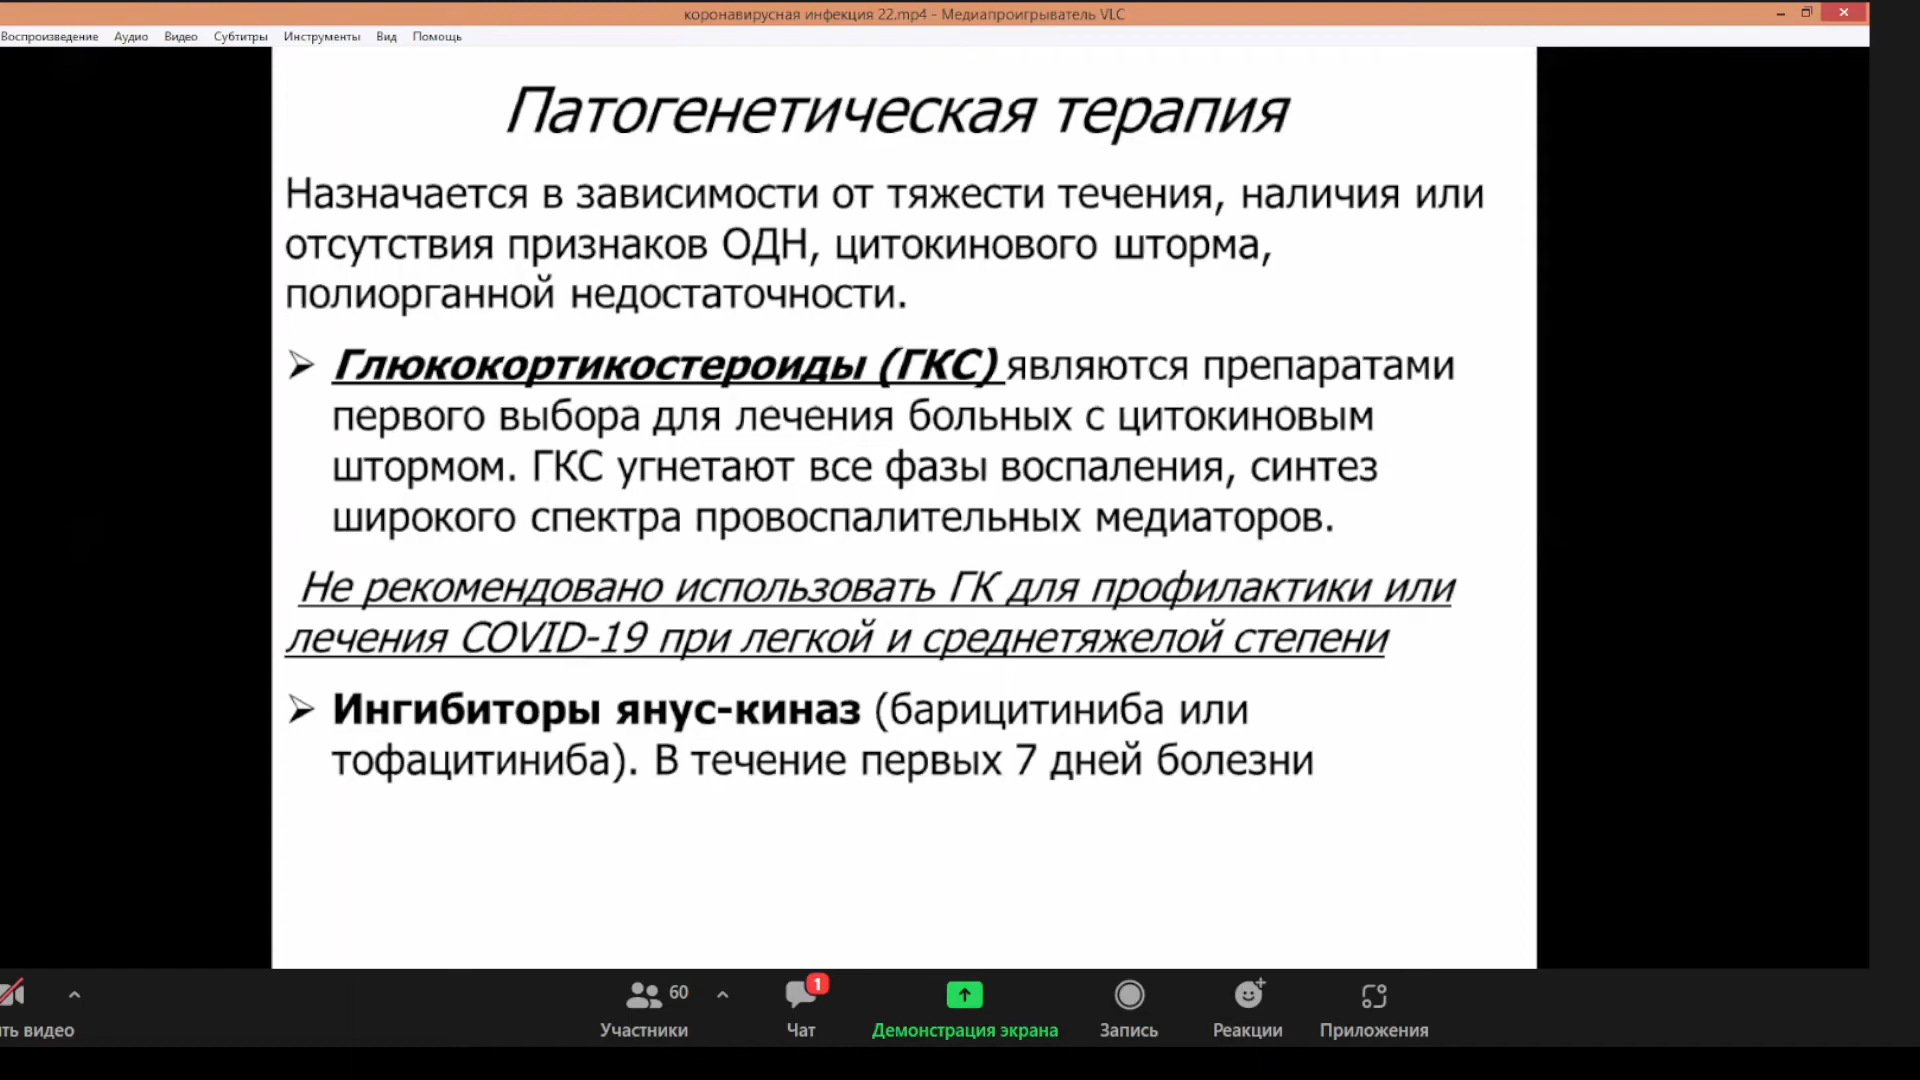 коронавирусная инфекция 22.mp4 - Медиапроигрыватель VLC
Воспроизведение Аудио Видео Субтитры Инструменты Вид Помощь
Патогенетическая терапия
Назначается в зависимости от тяжести течения, наличия или
отсутствия признаков ОДН, цитокинового шторма,
полиорганной недостаточности.
Глюкокортикостероиды (ГКС) являются препаратами
первого выбора для лечения больных с цитокиновым
штормом. ГКС угнетают все фазы воспаления, синтез
широкого спектра провоспалительных медиаторов.
Не рекомендовано использовать ГК для профилактики или
лечения COVID-19 при легкой и среднетяжелой степени
Ингибиторы янус-киназ (барицитиниба или
тофацитиниба). В течение первых 7 дней болезни
60 1
ть видео Участники Чат Демонстрация экрана Запись Реакции Приложения